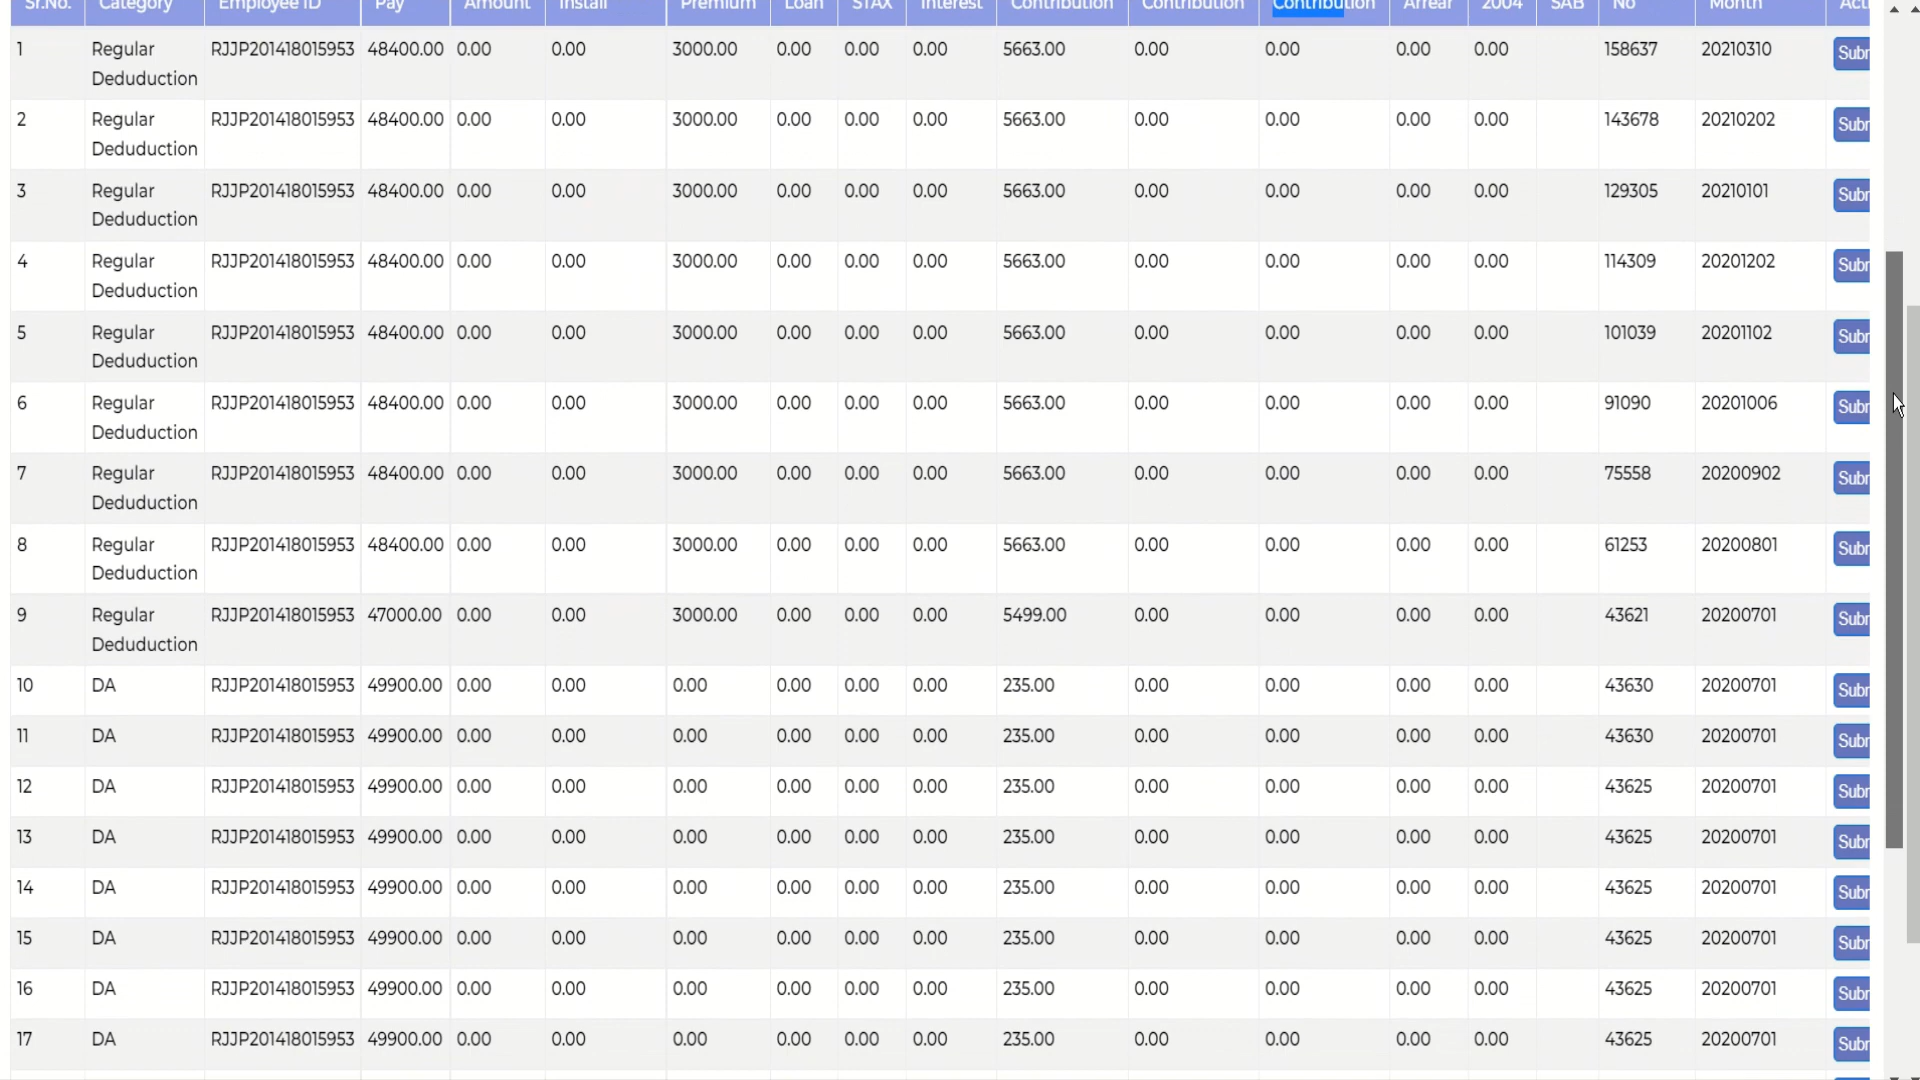 Sr.No. Category Employee ID Pay Amount Install Premium Loan STAX Interest Contribution Contribution Contribution Arrear 2004 SAB No Month
1 Regular RJJP201418015953 48400.00 0.00 0.00 3000.00 0.00 0.00 0.00 5663.00 0.00 0.00 0.00 0.00 158637 20210310
Deduduction
2 Regular RJJP201418015953 48400.00 0.00 0.00 3000.00 0.00 0.00 0.00 5663.00 0.00 0.00 0.00 0.00 143678 20210202
Deduduction
3 Regular RJJP201418015953 48400.00 0.00 0.00 3000.00 0.00 0.00 0.00 5663.00 0.00 0.00 0.00 0.00 129305 20210101
Deduduction
4 Regular RJJP201418015953 48400.00 0.00 0.00 3000.00 0.00 0.00 0.00 5663.00 0.00 0.00 0.00 0.00 114309 20201202
Deduduction
5 Regular RJJP201418015953 48400.00 0.00 0.00 3000.00 0.00 0.00 0.00 5663.00 0.00 0.00 0.00 0.00 101039 20201102
Deduduction
6 Regular RJJP201418015953 48400.00 0.00 0.00 3000.00 0.00 0.00 0.00 5663.00 0.00 0.00 0.00 0.00 91090 20201006
Deduduction
7 Regular RJJP201418015953 48400.00 0.00 0.00 3000.00 0.00 0.00 0.00 5663.00 0.00 0.00 0.00 0.00 75558 20200902
Deduduction
8 Regular RJJP201418015953 48400.00 0.00 0.00 3000.00 0.00 0.00 0.00 5663.00 0.00 0.00 0.00 0.00 61253 20200801
Deduduction
9 Regular RJJP201418015953 47000.00 0.00 0.00 3000.00 0.00 0.00 0.00 5499.00 0.00 0.00 0.00 0.00 43621 20200701
Deduduction
10 DA RJJP201418015953 49900.00 0.00 0.00 0.00 0.00 0.00 0.00 235.00 0.00 0.00 0.00 0.00 43630 20200701
11 DA RJJP201418015953 49900.00 0.00 0.00 0.00 0.00 0.00 0.00 235.00 0.00 0.00 0.00 0.00 43630 20200701
12 DA RJJP201418015953 49900.00 0.00 0.00 0.00 0.00 0.00 0.00 235.00 0.00 0.00 0.00 0.00 43625 20200701
13 DA RJJP201418015953 49900.00 0.00 0.00 0.00 0.00 0.00 0.00 235.00 0.00 0.00 0.00 0.00 43625 20200701
14 DA RJJP201418015953 49900.00 0.00 0.00 0.00 0.00 0.00 0.00 235.00 0.00 0.00 0.00 0.00 43625 20200701
15 DA RJJP201418015953 49900.00 0.00 0.00 0.00 0.00 0.00 0.00 235.00 0.00 0.00 0.00 0.00 43625 20200701
16 DA RJJP201418015953 49900.00 0.00 0.00 0.00 0.00 0.00 0.00 235.00 0.00 0.00 0.00 0.00 43625 20200701
17 DA RJJP201418015953 49900.00 0.00 0.00 0.00 0.00 0.00 0.00 235.00 0.00 0.00 0.00 0.00 43625 20200701